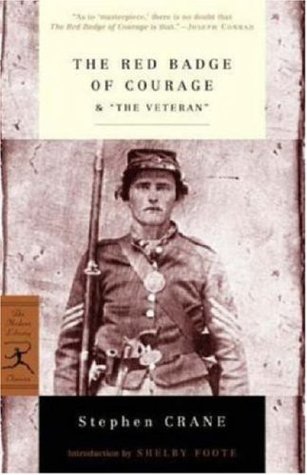 "As to 'masterpiece,' there is no doubt that
The Red Badge of Courage is that."—JOSEPH CONRAD
THE RED BADGE
OF COURAGE
& "THE VETERAN"
The
Modern Library
Classics
Stephen CRANE
Introduction by SHELBY FOOTE